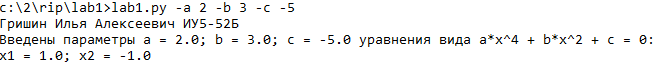 c:\2\rip\lab1>lab1.py -a 2 -b 3 -c -5
Гришин Илья Алексеевич ИУ5-52Б
Введены параметры a = 2.0; b = 3.0; c = -5.0 уравнения вида a*x^4 + b*x^2 + c = 0:
x1 = 1.0; x2 = -1.0